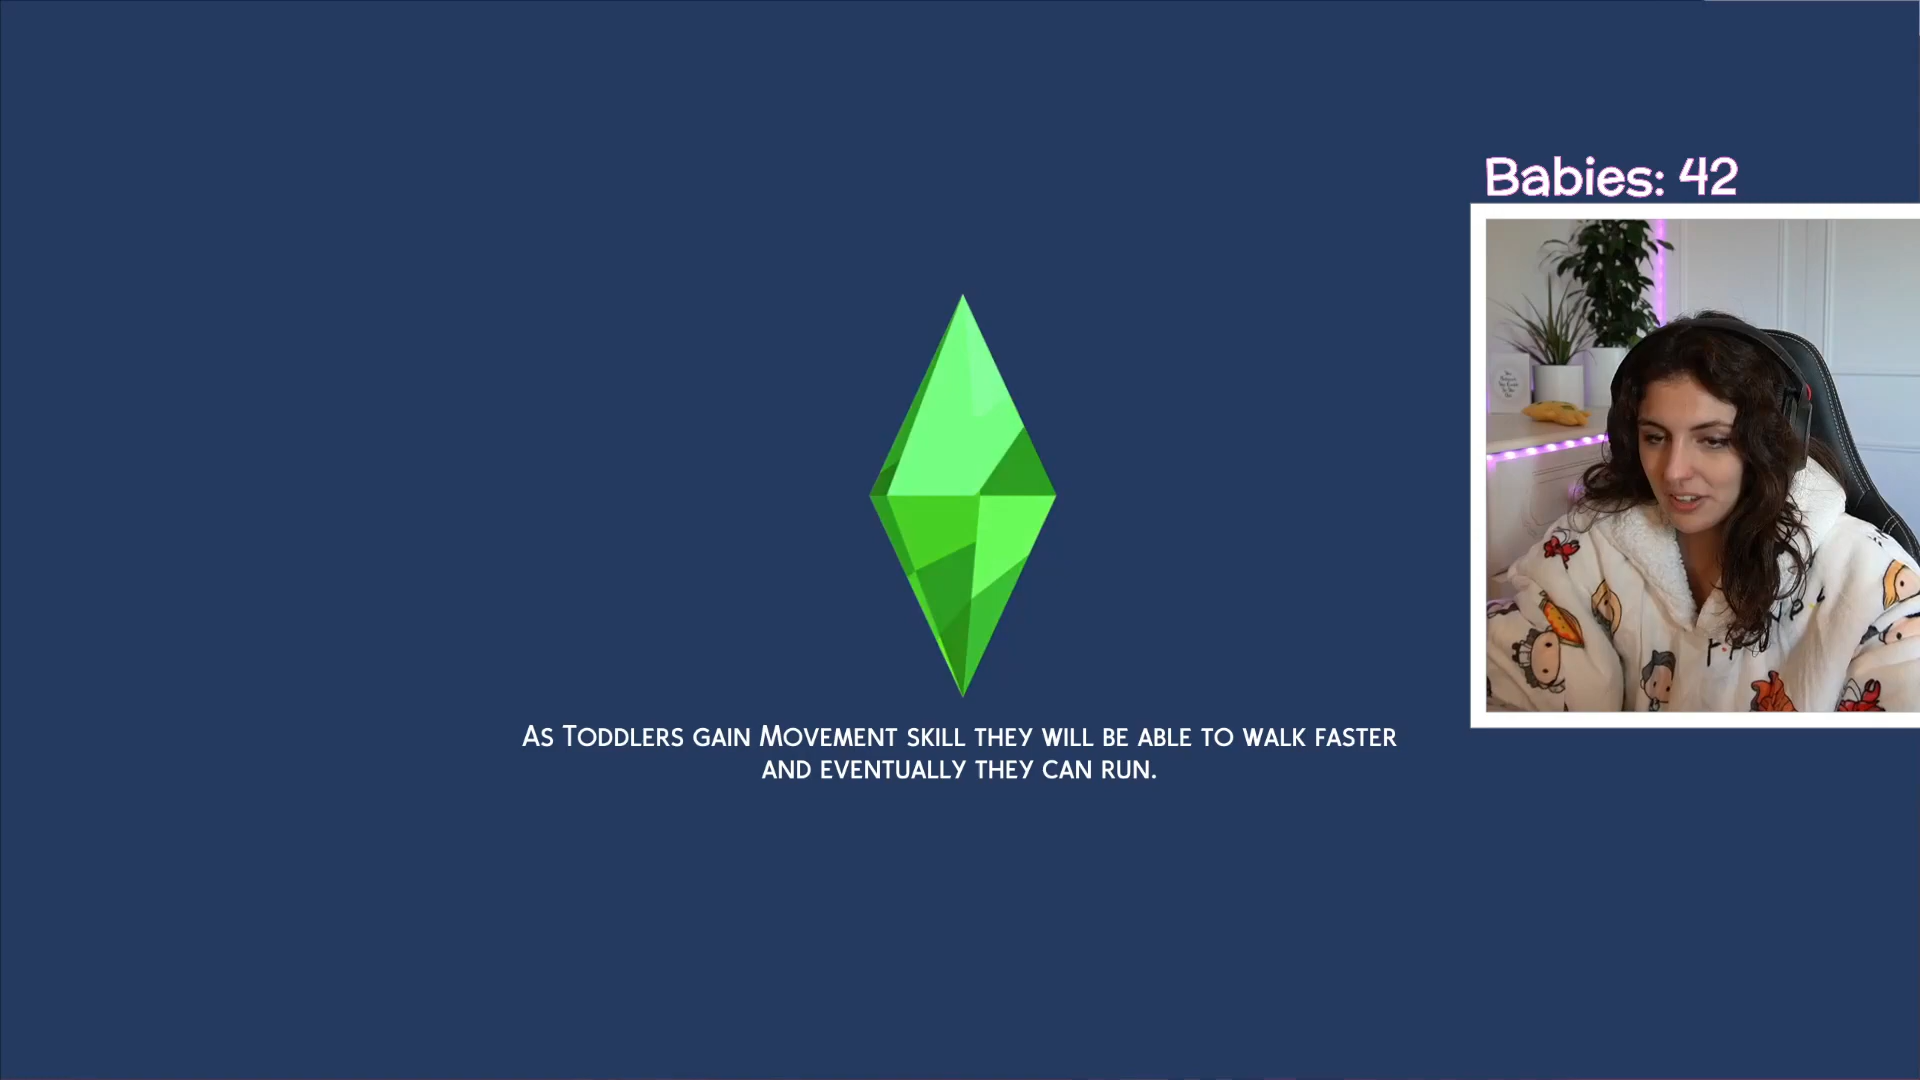 Babies: 42
As Toddlers gain Movement skill they will be able to walk faster
and eventually they can run.